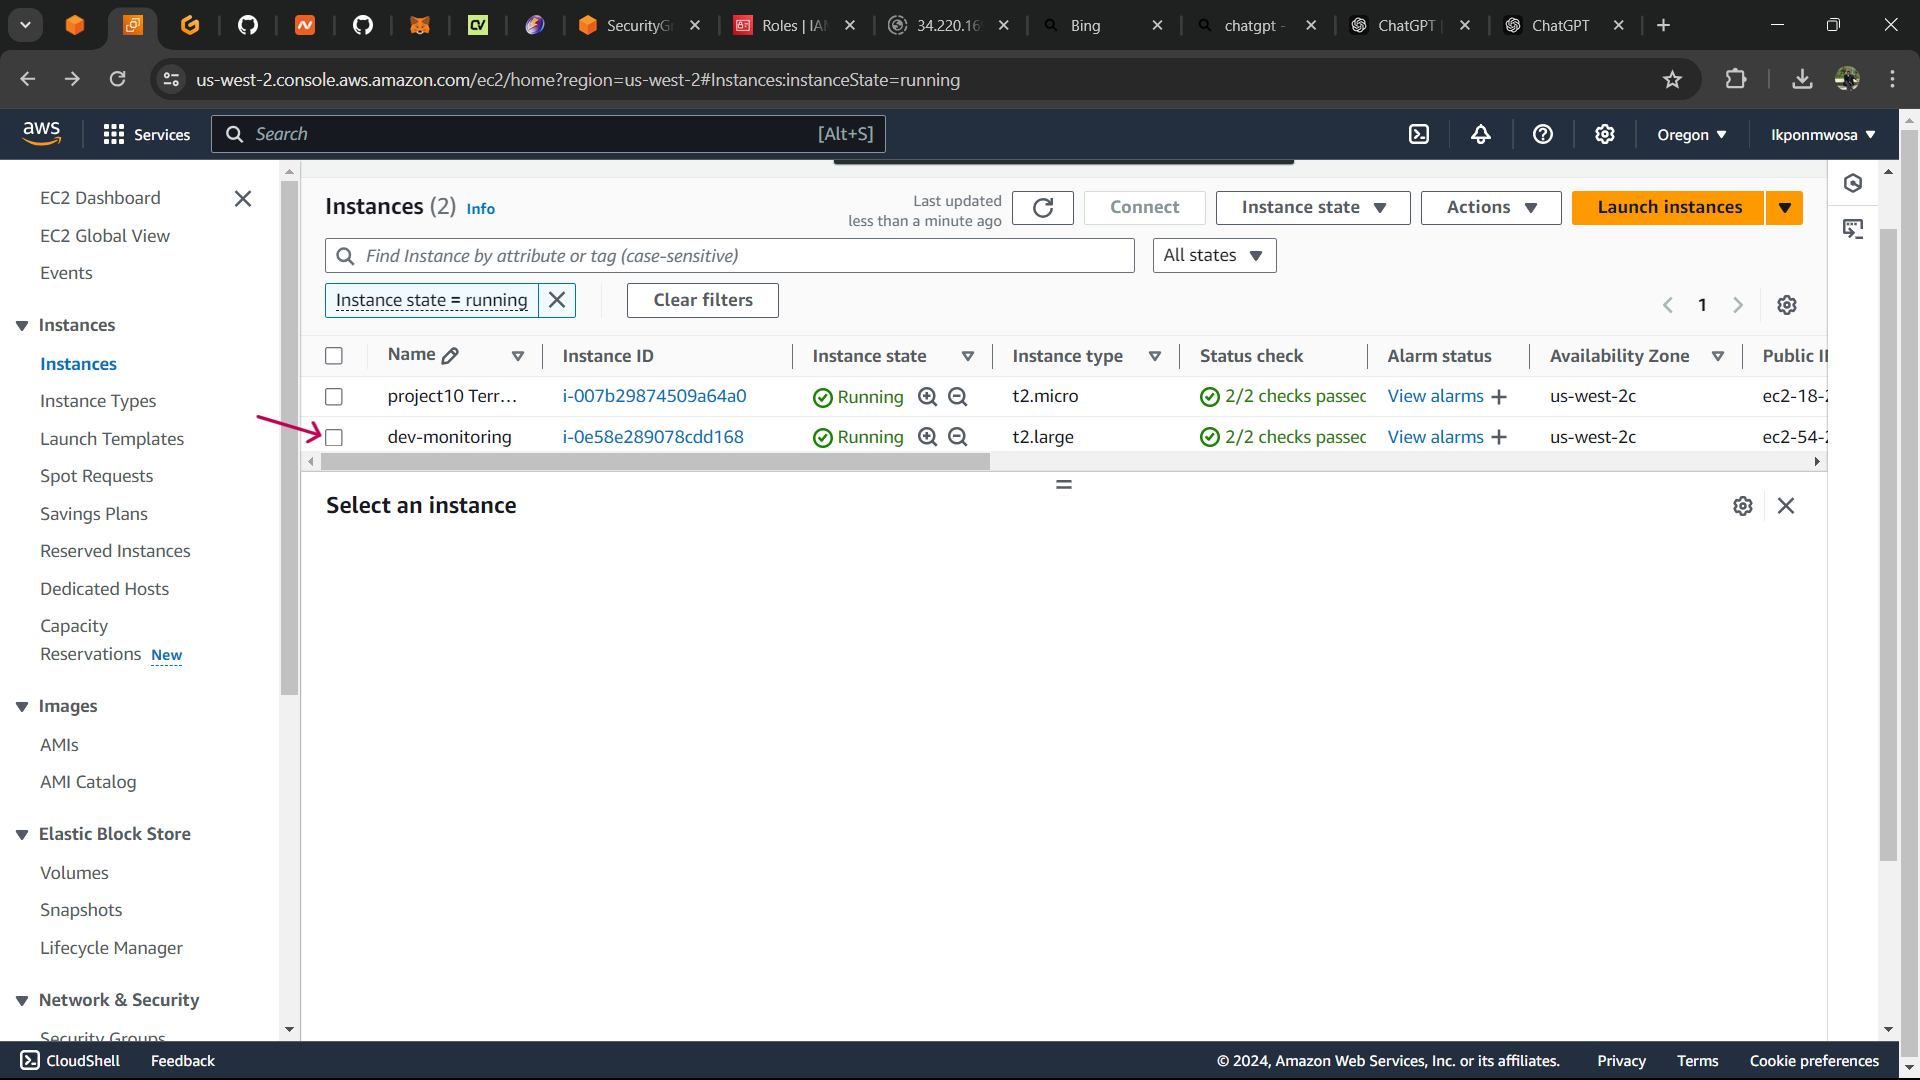 SecurityG
Roles | IAM
34.220.16
Bing
chatgpt -
ChatGPT
ChatGPT
us-west-2.console.aws.amazon.com/ec2/home?region=us-west-2#Instances:instanceState=running
aws
Services
Search
[Alt+S]
Oregon
Ikponmwosa
EC2 Dashboard
EC2 Global View
Events
Instances
Instances
Instance Types
Launch Templates
Spot Requests
Savings Plans
Reserved Instances
Dedicated Hosts
Capacity
Reservations New
Images
AMIs
AMI Catalog
Elastic Block Store
Volumes
Snapshots
Lifecycle Manager
Network & Security
Security Groups
Instances (2) Info
Last updated
less than a minute ago
Connect
Instance state
Actions
Launch instances
Find Instance by attribute or tag (case-sensitive)
All states
Instance state = running
Clear filters
1
Name Instance ID Instance state Instance type Status check Alarm status Availability Zone Public I
project10 Terr... i-007b29874509a64a0 Running t2.micro 2/2 checks passec View alarms + us-west-2c ec2-18-2
dev-monitoring i-0e58e289078cdd168 Running t2.large 2/2 checks passec View alarms + us-west-2c ec2-54-2
Select an instance
CloudShell
Feedback
© 2024, Amazon Web Services, Inc. or its affiliates.
Privacy
Terms
Cookie preferences